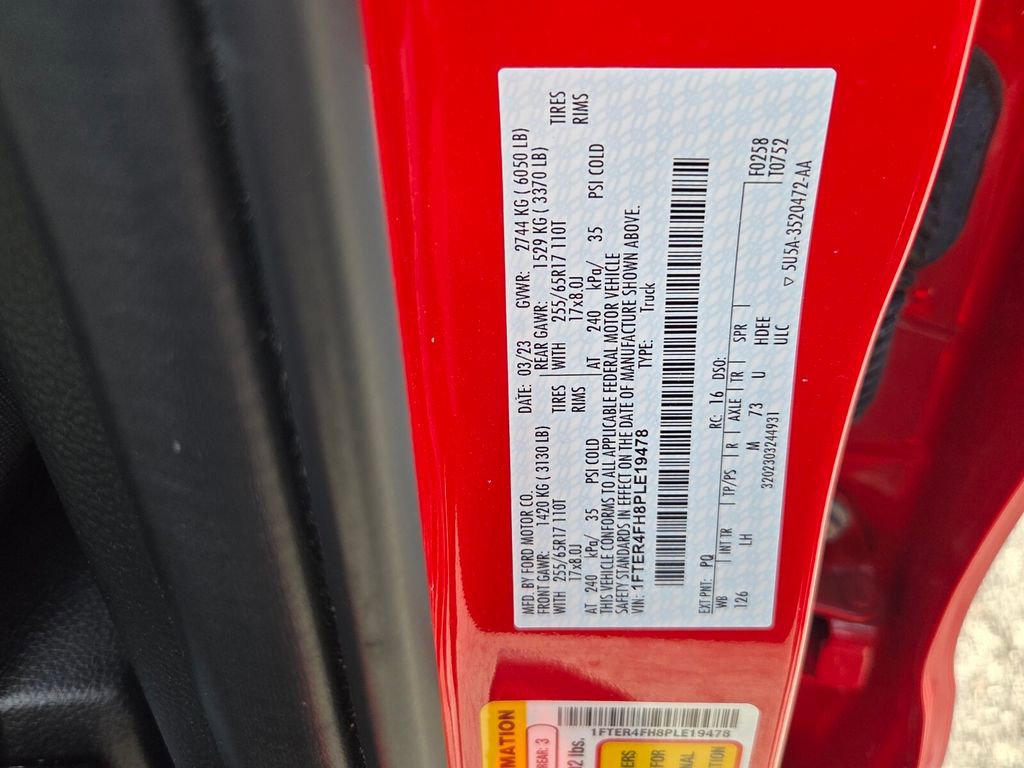 MFD. BY FORD MOTOR CO. DATE: 03/23 GVWR: 2744 KG ( 6050 LB)
FRONT GAWR: 1420 KG ( 3130 LB) REAR GAWR: 1529 KG ( 3370 LB)
WITH 255/65R17 110T TIRES WITH 255/65R17 110T TIRES
17x8.0J RIMS 17x8.0J RIMS
AT 240 kPa/ 35 PSI COLD AT 240 kPa/ 35 PSI COLD
THIS VEHICLE CONFORMS TO ALL APPLICABLE FEDERAL MOTOR VEHICLE
SAFETY STANDARDS IN EFFECT ON THE DATE OF MANUFACTURE SHOWN ABOVE.
VIN: 1FTER4FH8PLE19478 TYPE: Truck
EXT PNT: PQ RC: 16 DSO: F0258
T0752
WB INT TR TP/PS R AXLE TR SPR
126 LH M 73 U HDEE
ULC
3202303244931 ▽ 5U5A-3520472-AA
MATION
REAR: 3
lbs.
1FTER4FH8PLE19478
FOR